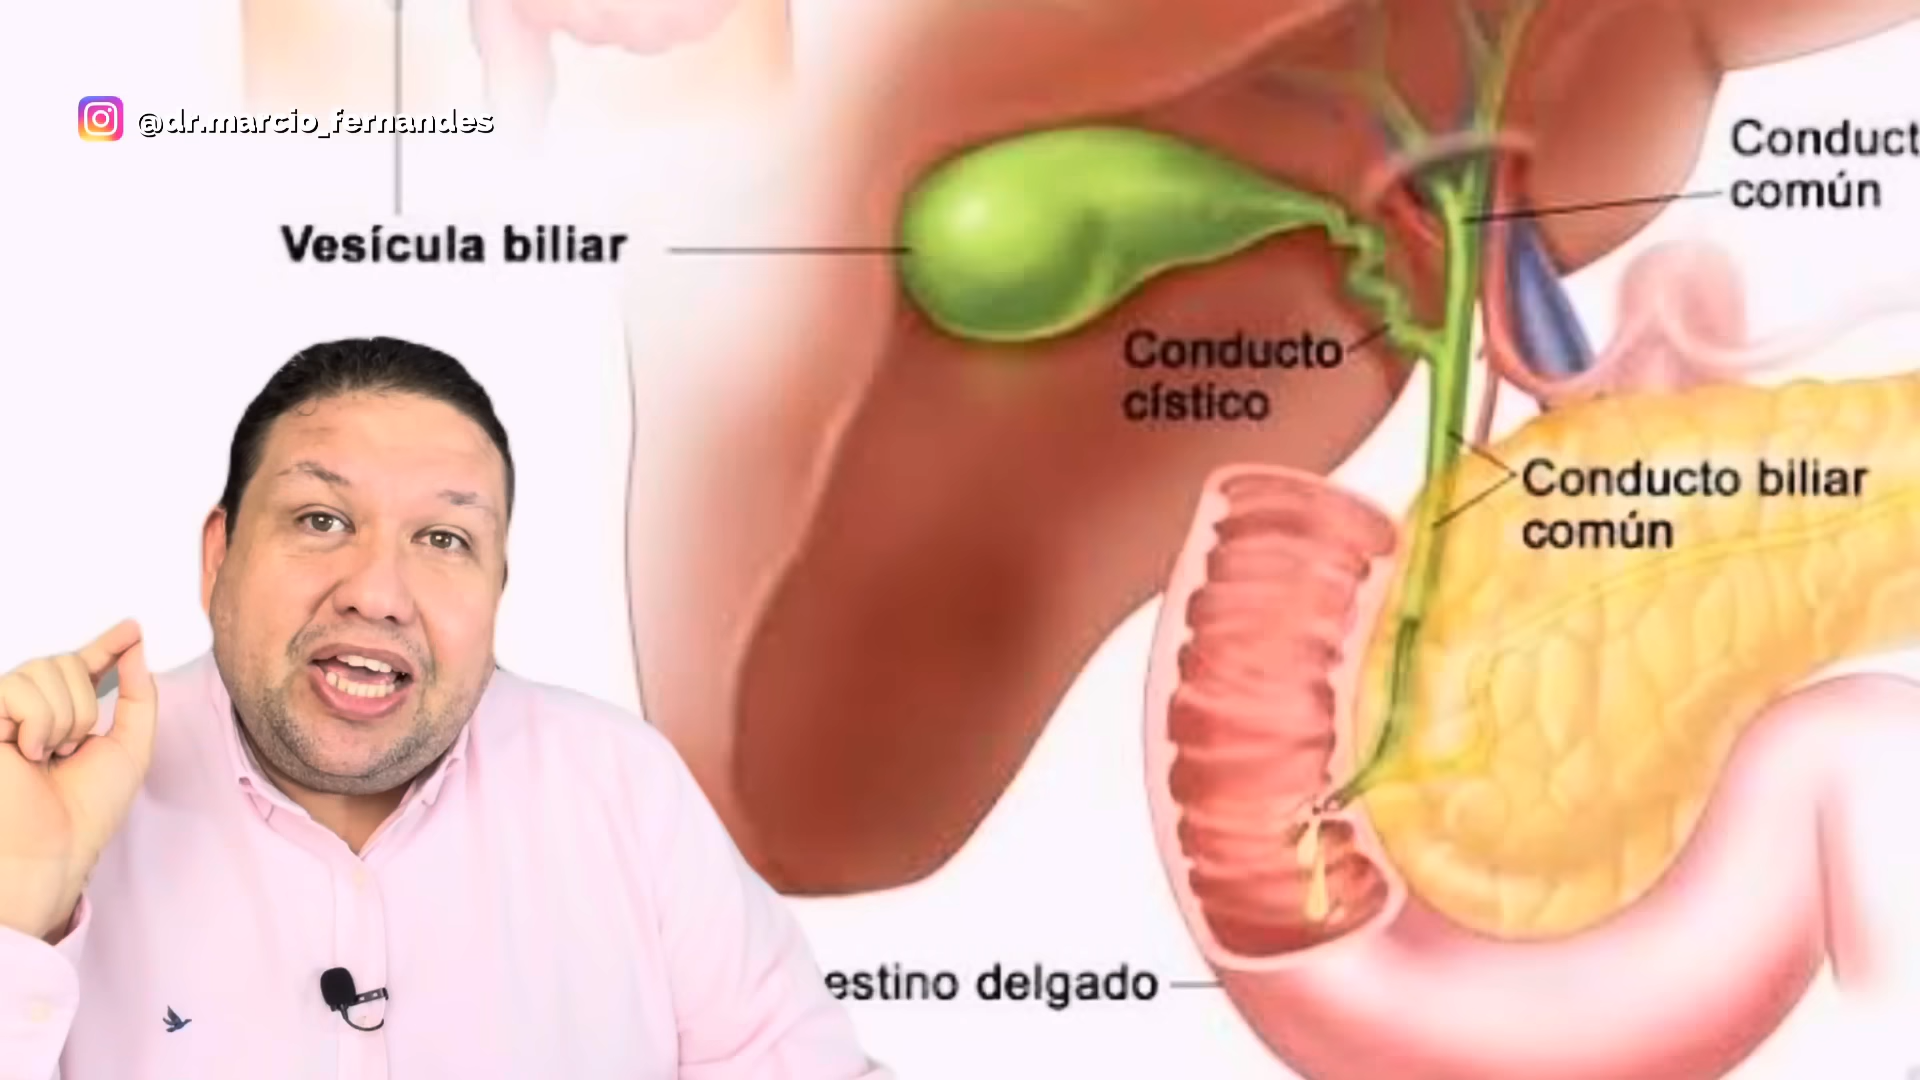 @dr.marcio_fernandes
Conduct
común
Vesícula biliar
Conducto
cístico
Conducto biliar
común
estino delgado